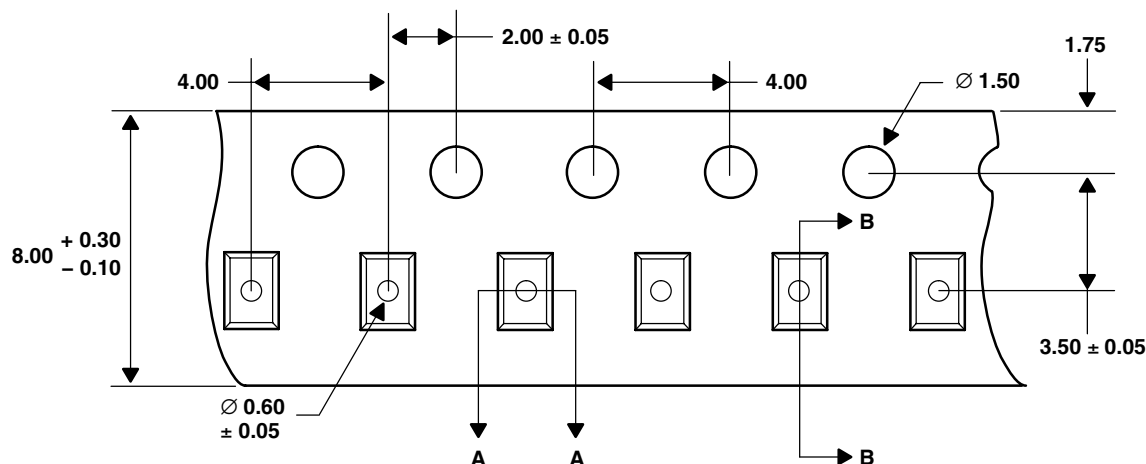 2.00 ± 0.05
1.75
4.00
4.00
∅ 1.50
B
8.00 + 0.30
– 0.10
3.50 ± 0.05
∅ 0.60
± 0.05
A
A
B